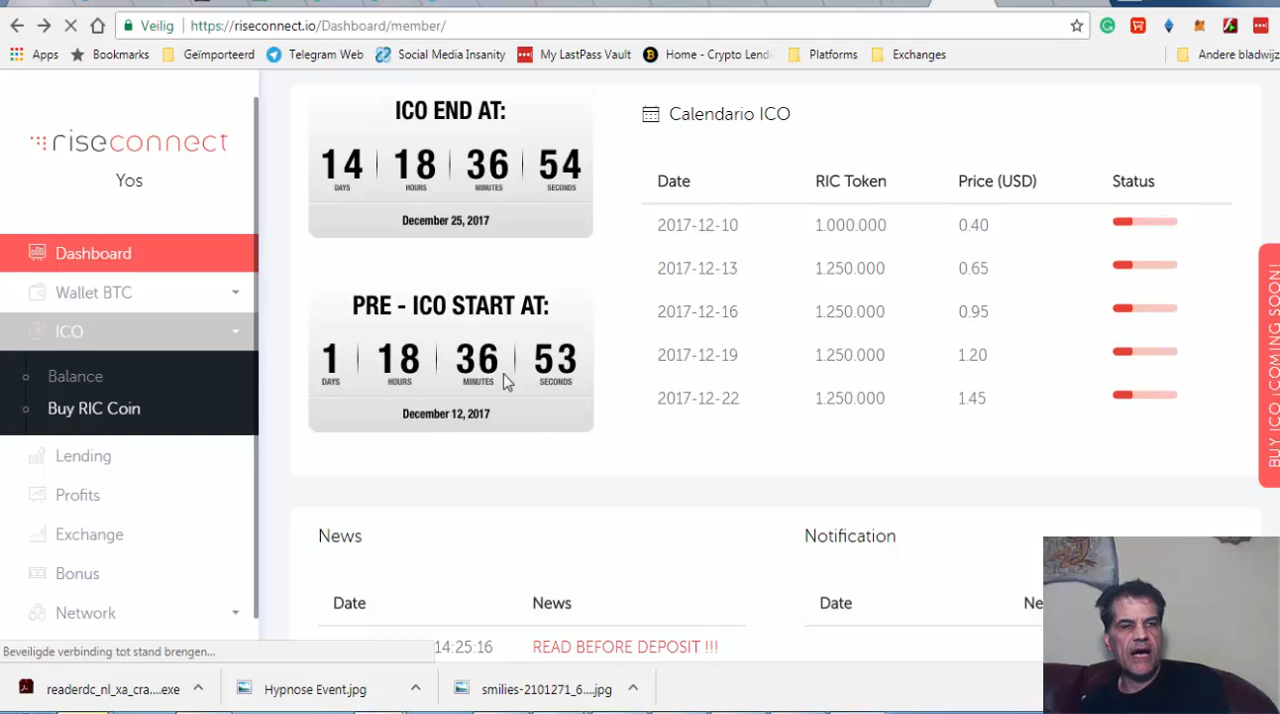 Veilig https://riseconnect.io/Dashboard/member/
Apps Bookmarks Geïmporteerd Telegram Web Social Media Insanity My LastPass Vault Home - Crypto Lendi Platforms Exchanges Andere bladwijz
riseconnect
Yos
Dashboard
Wallet BTC
ICO
Balance
Buy RIC Coin
Lending
Profits
Exchange
Bonus
Network
ICO END AT:
14 18 36 54
DAYS HOURS MINUTES SECONDS
December 25, 2017
PRE - ICO START AT:
1 18 36 53
DAYS HOURS MINUTES SECONDS
December 12, 2017
Calendario ICO
Date RIC Token Price (USD) Status
2017-12-10 1.000.000 0.40
2017-12-13 1.250.000 0.65
2017-12-16 1.250.000 0.95
2017-12-19 1.250.000 1.20
2017-12-22 1.250.000 1.45
BUY ICO ¡COMING SOON!
News
Date News
14:25:16 READ BEFORE DEPOSIT !!!
Notification
Date Ne
Beveiligde verbinding tot stand brengen...
readerdc_nl_xa_cra....exe Hypnose Event.jpg smilies-2101271_6....jpg